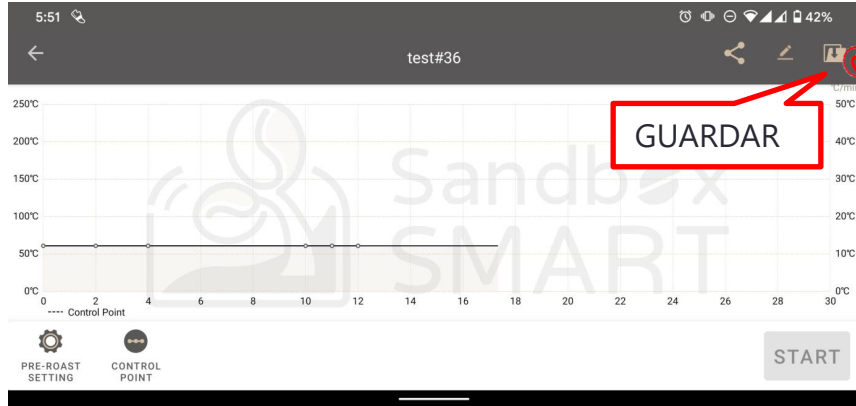 5:51
42%
test#36
GUARDAR
°C/min
250℃
200℃
150℃
100℃
50℃
0℃
50℃
40℃
30℃
20℃
10℃
0℃
Sandbox
SMART
0 2 4 6 8 10 12 14 16 18 20 22 24 26 28 30
---- Control Point
PRE-ROAST
SETTING
CONTROL
POINT
START